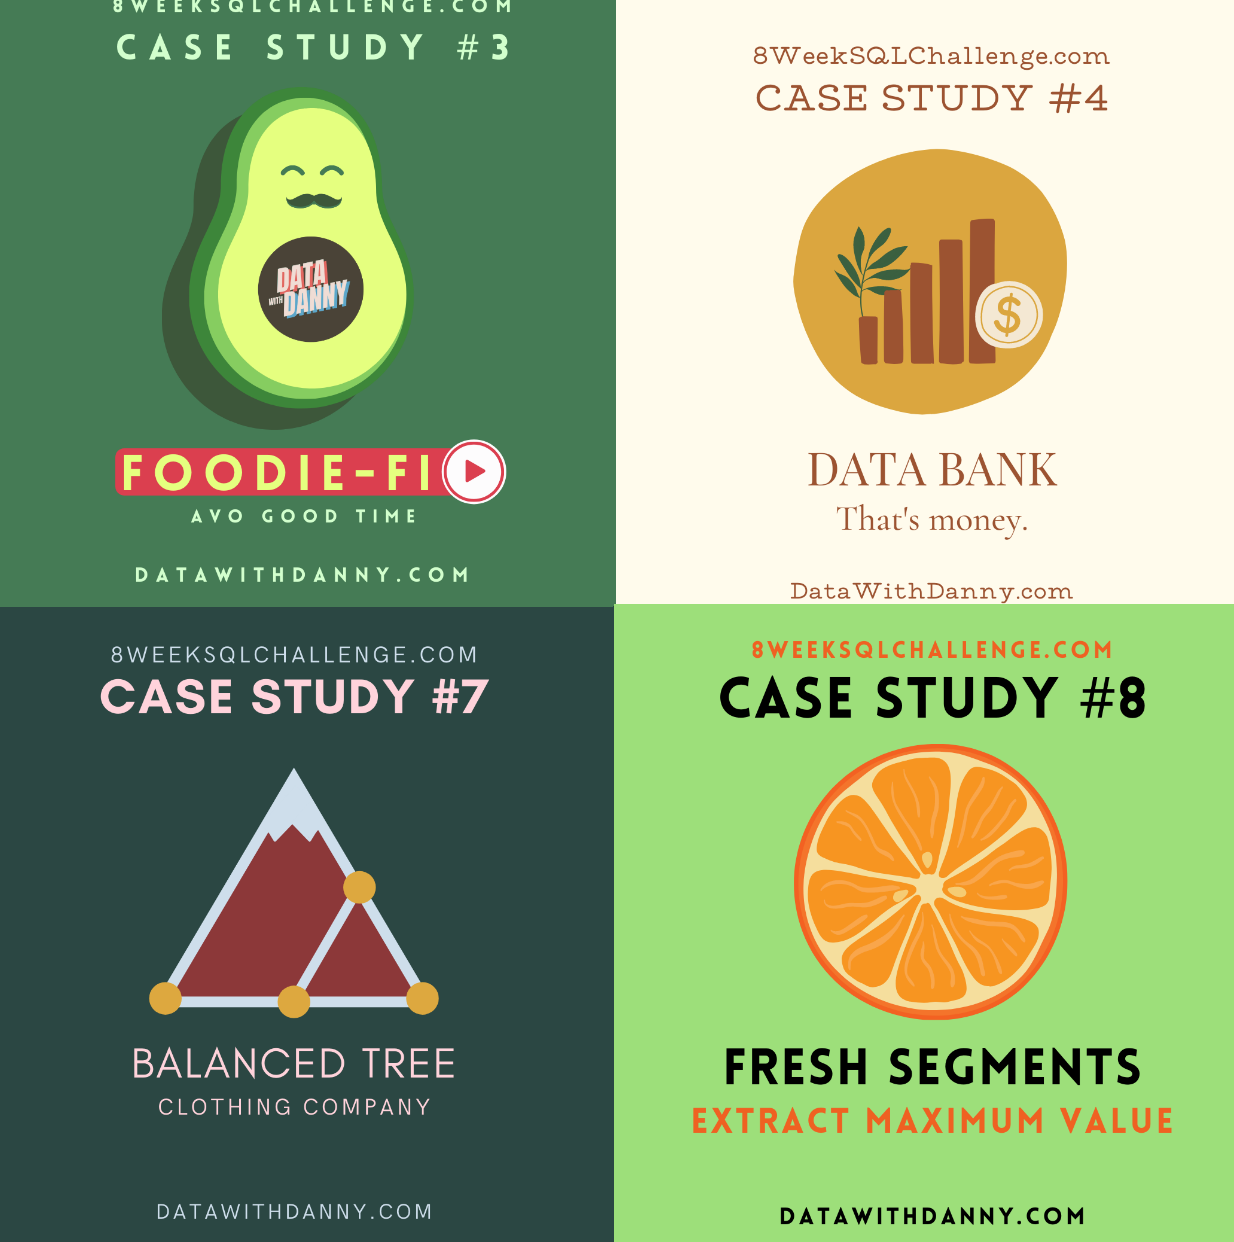 8WEEKSQLCHALLENGE.COM
CASE STUDY #3
DATA
WITH DANNY
FOODIE-FI
AVO GOOD TIME
DATAWITHDANNY.COM
8WeekSQLChallenge.com
CASE STUDY #4
$
DATA BANK
That's money.
DataWithDanny.com
8WEEKSQLCHALLENGE.COM
CASE STUDY #7
BALANCED TREE
CLOTHING COMPANY
DATAWITHDANNY.COM
8WEEKSQLCHALLENGE.COM
CASE STUDY #8
FRESH SEGMENTS
EXTRACT MAXIMUM VALUE
DATAWITHDANNY.COM